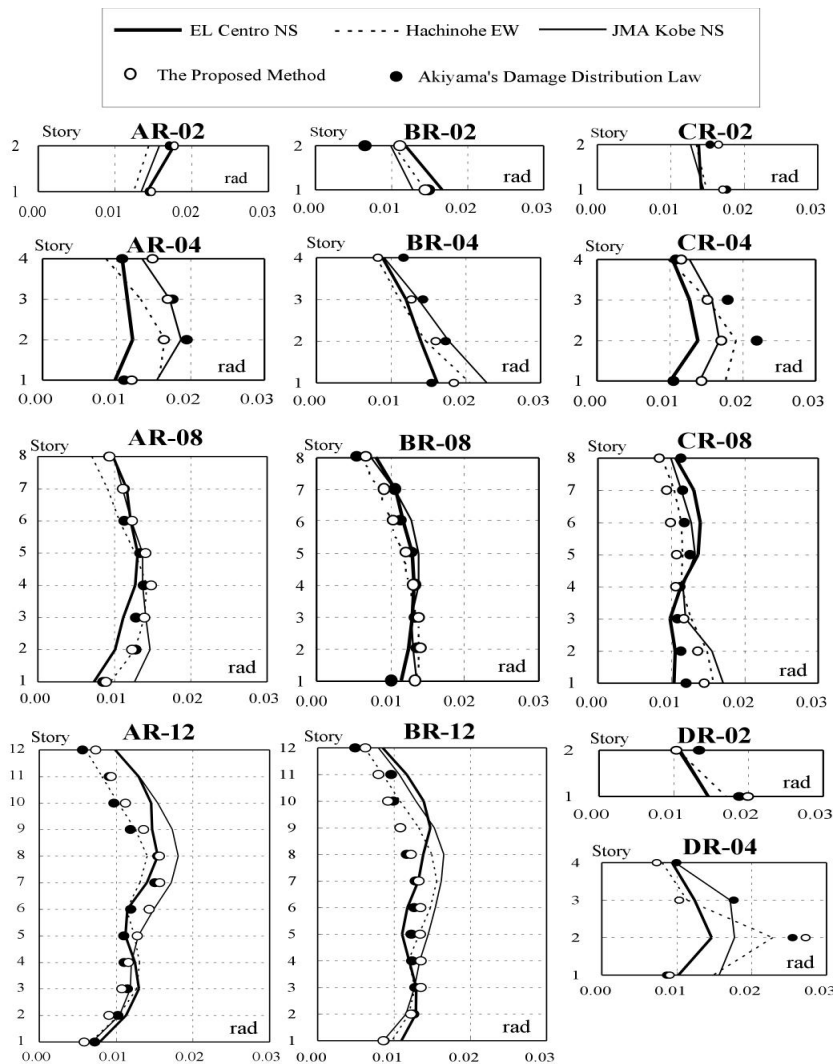 EL Centro NS Hachinohe EW JMA Kobe NS
The Proposed Method Akiyama's Damage Distribution Law
Story AR-02
2
1
rad
0.00 0.01 0.02 0.03
BR-02
2
1
rad
0.00 0.01 0.02 0.03
CR-02
2
1
rad
0.00 0.01 0.02 0.03
Story AR-04
4
3
2
1
rad
0.00 0.01 0.02 0.03
Story BR-04
4
3
2
1
rad
0.00 0.01 0.02 0.03
Story CR-04
4
3
2
1
rad
0.00 0.01 0.02 0.03
Story AR-08
8
7
6
5
4
3
2
1
rad
0.00 0.01 0.02 0.03
Story BR-08
8
7
6
5
4
3
2
1
rad
0.00 0.01 0.02 0.03
Story CR-08
8
7
6
5
4
3
2
1
rad
0.00 0.01 0.02 0.03
Story AR-12
12
11
10
9
8
7
6
5
4
3
2
1
rad
0.00 0.01 0.02 0.03
Story BR-12
12
11
10
9
8
7
6
5
4
3
2
1
rad
0.00 0.01 0.02 0.03
Story DR-02
2
1
rad
0.00 0.01 0.02 0.03
Story DR-04
4
3
2
1
rad
0.00 0.01 0.02 0.03